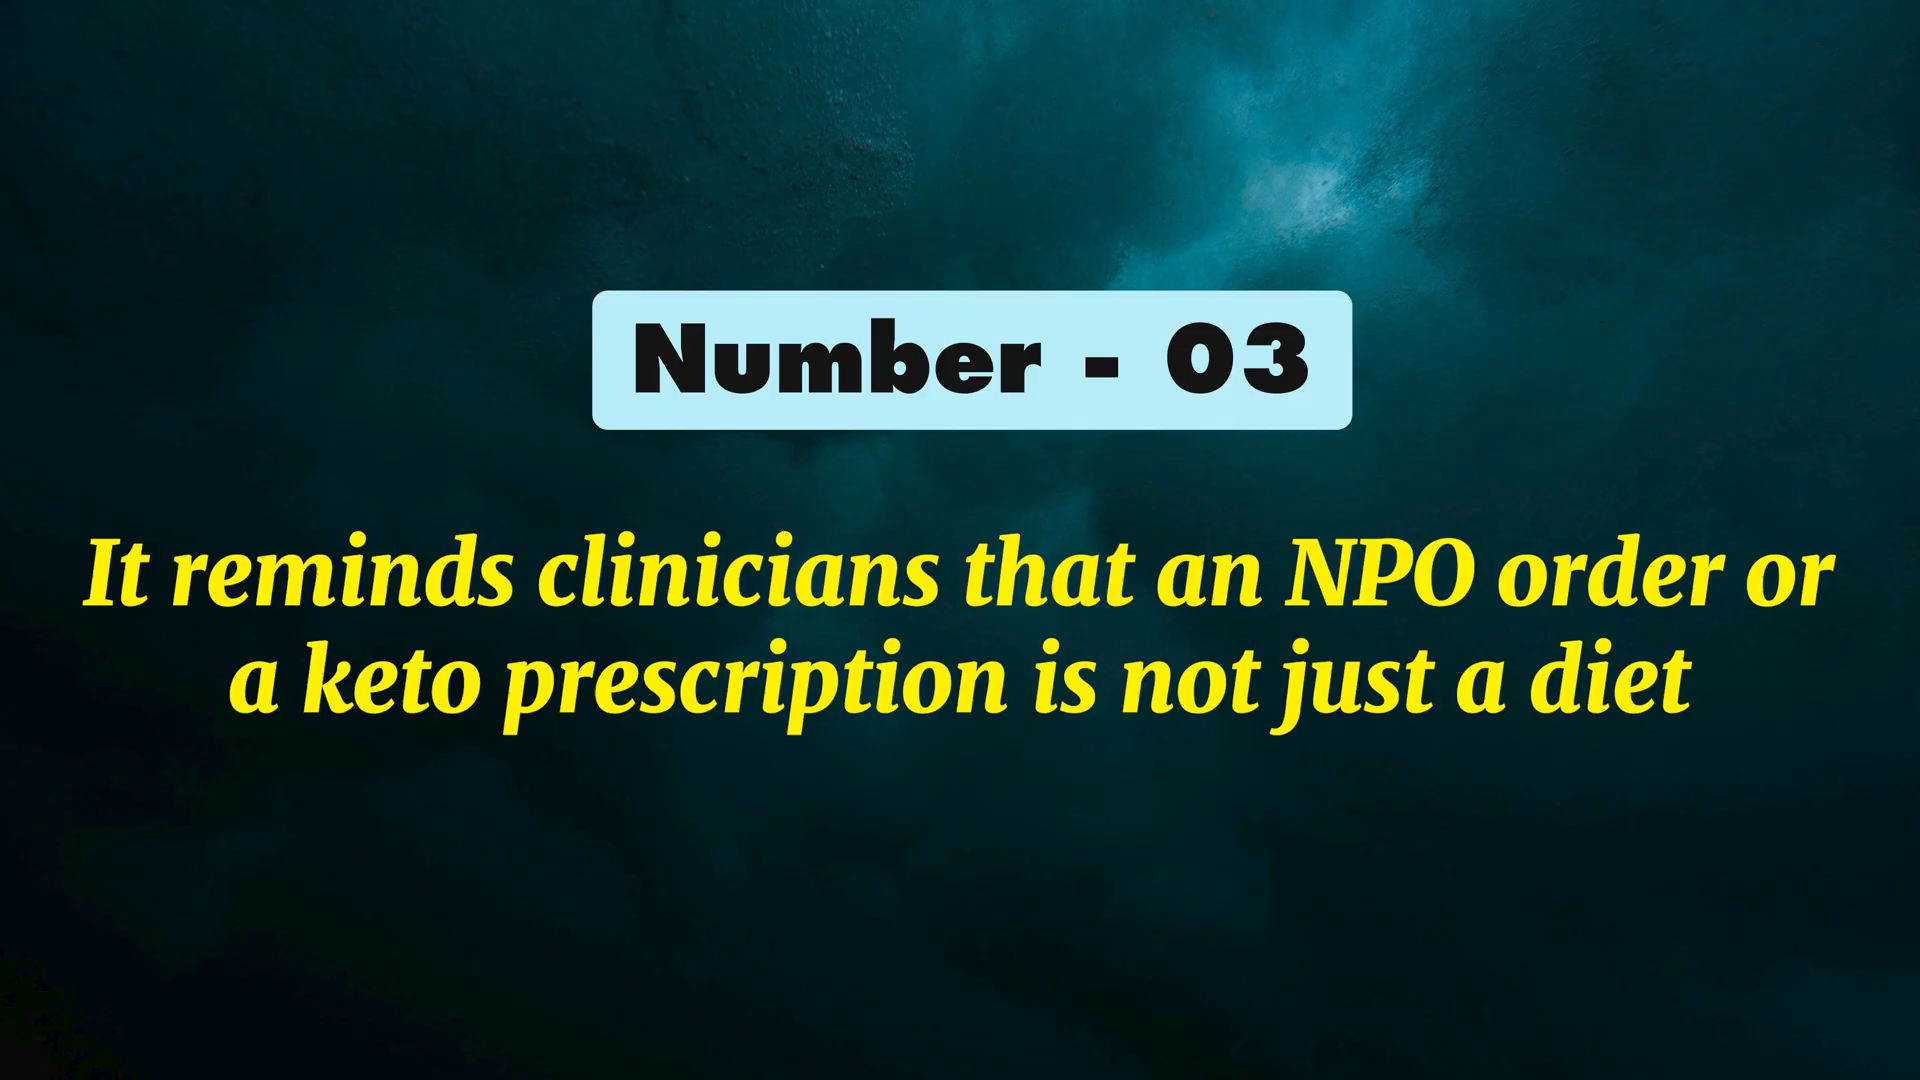 Number - 03
It reminds clinicians that an NPO order or
a keto prescription is not just a diet